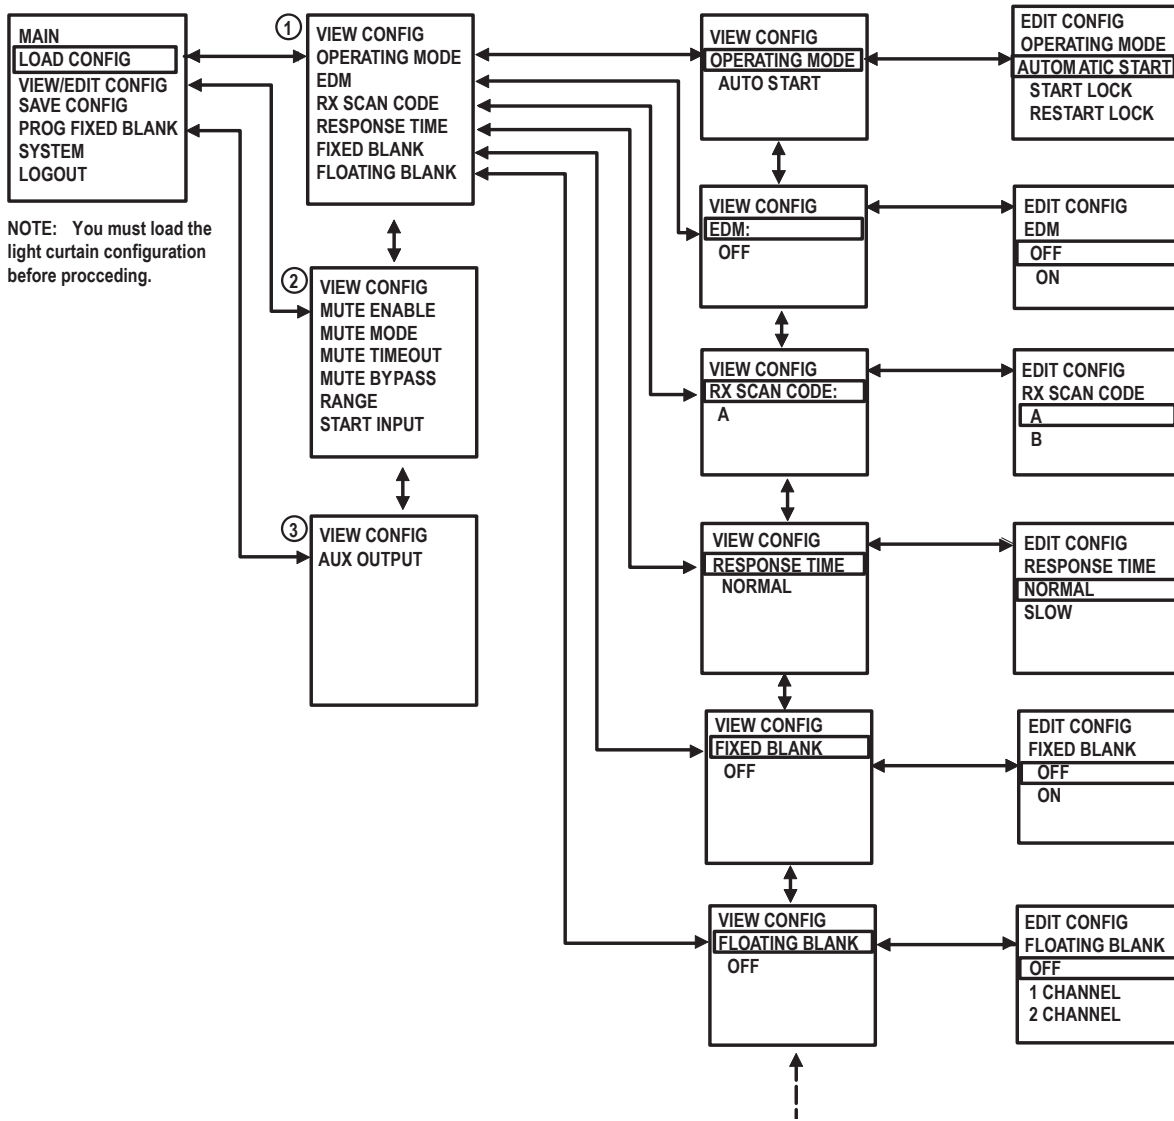 MAIN
LOAD CONFIG
VIEW/EDIT CONFIG
SAVE CONFIG
PROG FIXED BLANK
SYSTEM
LOGOUT
NOTE: You must load the
light curtain configuration
before procceding.
1
VIEW CONFIG
OPERATING MODE
EDM
RX SCAN CODE
RESPONSE TIME
FIXED BLANK
FLOATING BLANK
2
VIEW CONFIG
MUTE ENABLE
MUTE MODE
MUTE TIMEOUT
MUTE BYPASS
RANGE
START INPUT
3
VIEW CONFIG
AUX OUTPUT
VIEW CONFIG
OPERATING MODE
AUTO START
EDIT CONFIG
OPERATING MODE
AUTOMATIC START
START LOCK
RESTART LOCK
VIEW CONFIG
EDM:
OFF
EDIT CONFIG
EDM
OFF
ON
VIEW CONFIG
RX SCAN CODE:
A
EDIT CONFIG
RX SCAN CODE
A
B
VIEW CONFIG
RESPONSE TIME
NORMAL
EDIT CONFIG
RESPONSE TIME
NORMAL
SLOW
VIEW CONFIG
FIXED BLANK
OFF
EDIT CONFIG
FIXED BLANK
OFF
ON
VIEW CONFIG
FLOATING BLANK
OFF
EDIT CONFIG
FLOATING BLANK
OFF
1 CHANNEL
2 CHANNEL